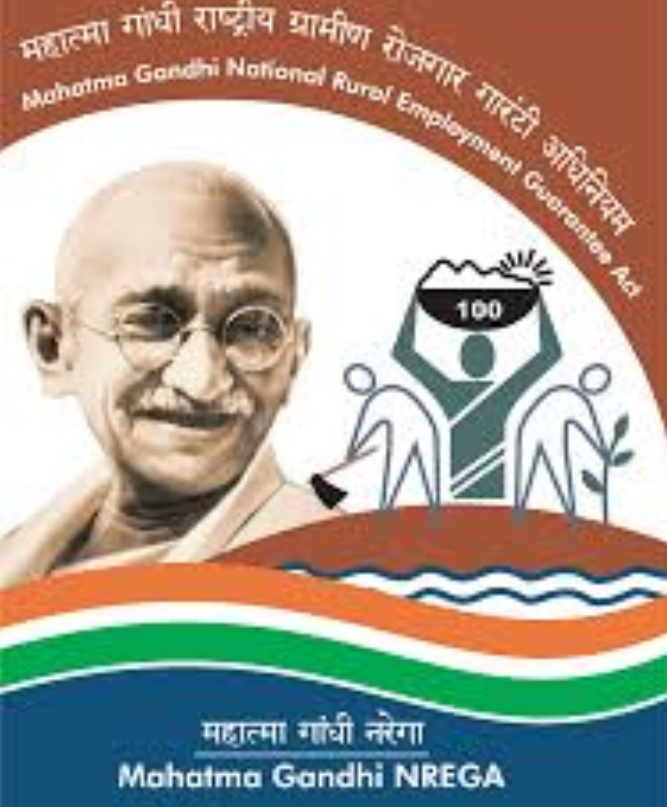 महात्मा गांधी राष्ट्रीय ग्रामीण रोजगार गारंटी अधिनियम
Mahatma Gandhi National Rural Employment Guarantee Act
100
महात्मा गांधी नरेगा
Mahatma Gandhi NREGA